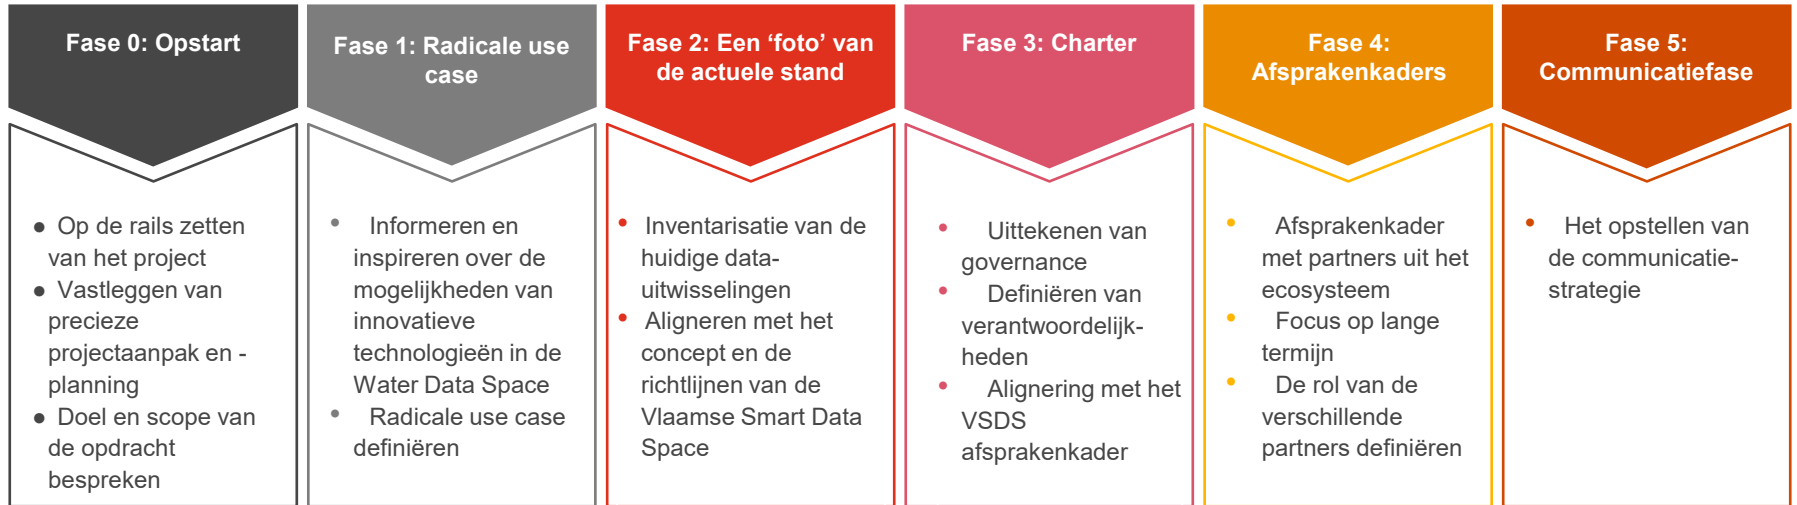 Fase 0: Opstart
● Op de rails zetten
van het project
● Vastleggen van
precieze
projectaanpak en -
planning
● Doel en scope van
de opdracht
bespreken
Fase 1: Radicale use
case
• Informeren en
inspireren over de
mogelijkheden van
innovatieve
technologieën in de
Water Data Space
• Radicale use case
definiëren
Fase 2: Een ‘foto’ van
de actuele stand
• Inventarisatie van de
huidige data-
uitwisselingen
• Aligneren met het
concept en de
richtlijnen van de
Vlaamse Smart Data
Space
Fase 3: Charter
• Uittekenen van
governance
• Definiëren van
verantwoordelijk-
heden
• Alignering met het
VSDS
afsprakenkader
Fase 4:
Afsprakenkaders
• Afsprakenkader
met partners uit het
ecosysteem
• Focus op lange
termijn
• De rol van de
verschillende
partners definiëren
Fase 5:
Communicatiefase
• Het opstellen van
de communicatie-
strategie